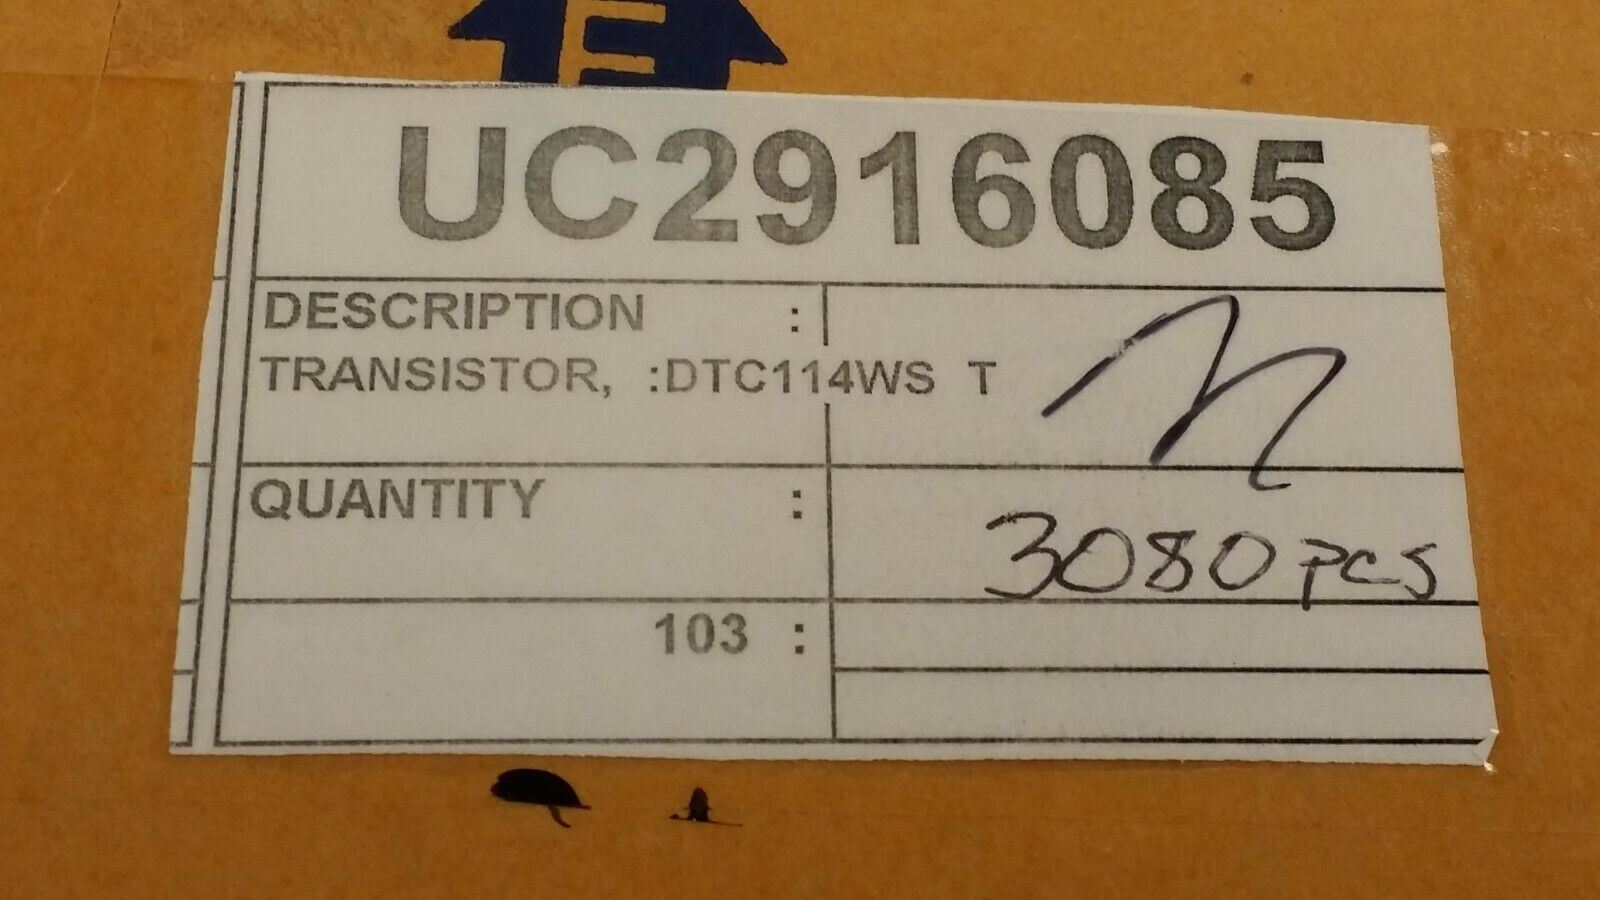 E
UC2916085
DESCRIPTION :
TRANSISTOR, :DTC114WS T
QUANTITY : 3080 pcs
103 :